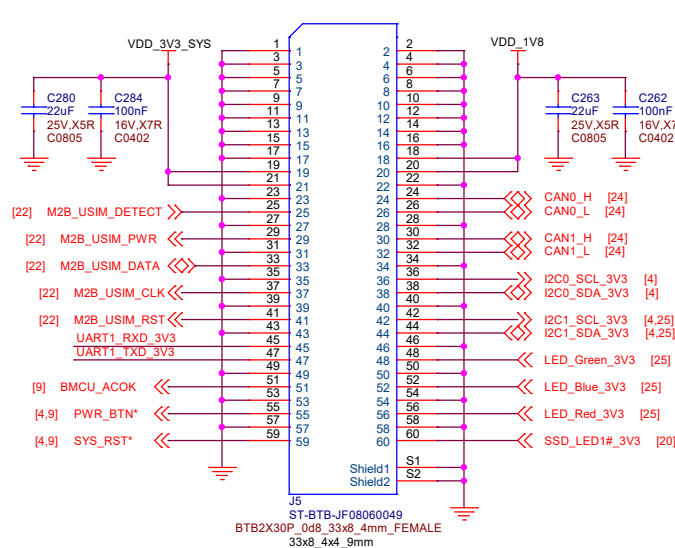 VDD_3V3_SYS
VDD_1V8
C280
22uF
25V,X5R
C0805
C284
100nF
16V,X7R
C0402
C263
22uF
25V,X5R
C0805
C262
100nF
16V,X7
C0402
1 1 2 2
3 3 4 4
5 5 6 6
7 7 8 8
9 9 10 10
11 11 12 12
13 13 14 14
15 15 16 16
17 17 18 18
19 19 20 20
21 21 22 22
23 23 24 24 CAN0_H [24]
[22] M2B_USIM_DETECT 25 25 26 26 CAN0_L [24]
27 27 28 28
[22] M2B_USIM_PWR 29 29 30 30 CAN1_H [24]
31 31 32 32 CAN1_L [24]
[22] M2B_USIM_DATA 33 33 34 34
35 35 36 36 I2C0_SCL_3V3 [4]
[22] M2B_USIM_CLK 37 37 38 38 I2C0_SDA_3V3 [4]
39 39 40 40
[22] M2B_USIM_RST 41 41 42 42 I2C1_SCL_3V3 [4,25]
43 43 44 44 I2C1_SDA_3V3 [4,25]
UART1_RXD_3V3 45 45 46 46
UART1_TXD_3V3 47 47 48 48 LED_Green_3V3 [25]
49 49 50 50
[9] BMCU_ACOK 51 51 52 52 LED_Blue_3V3 [25]
53 53 54 54
[4,9] PWR_BTN* 55 55 56 56 LED_Red_3V3 [25]
57 57 58 58
[4,9] SYS_RST* 59 59 60 60 SSD_LED1#_3V3 [20]
Shield1 S1
Shield2 S2
J5
ST-BTB-JF08060049
BTB2X30P_0d8_33x8_4mm_FEMALE
33x8_4x4_9mm